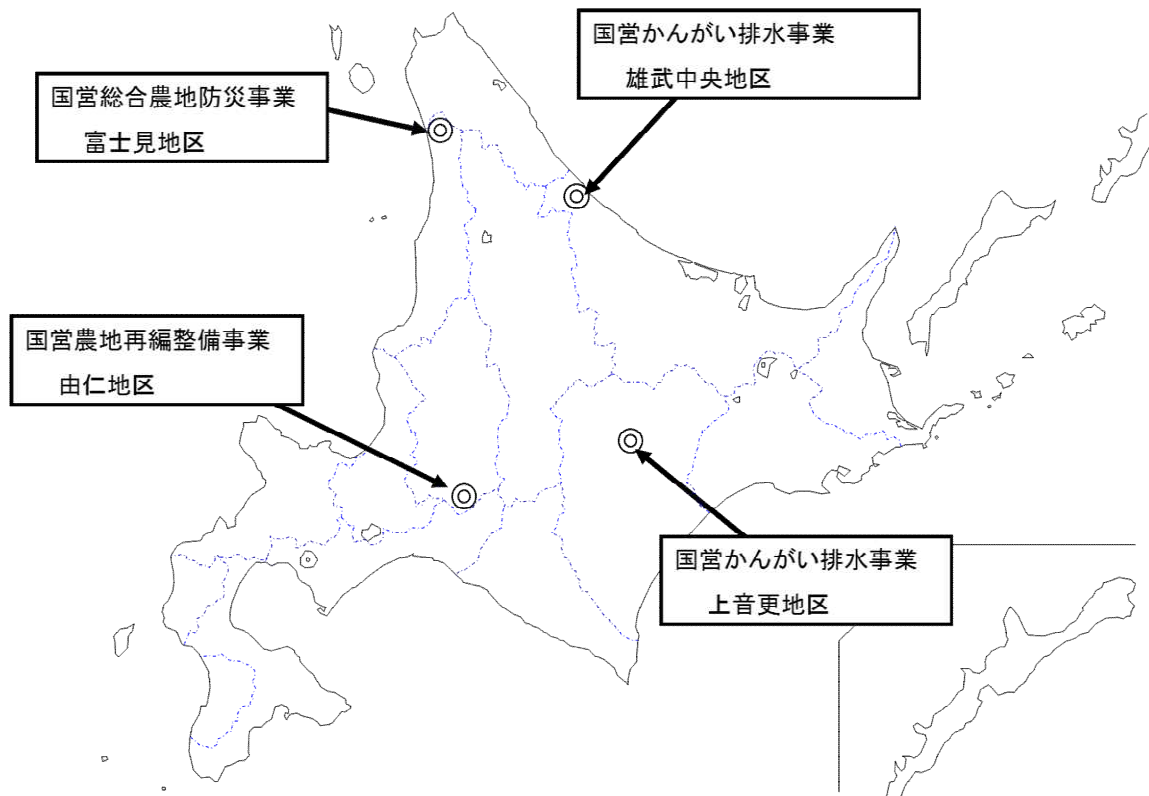 国営かんがい排水事業
雄武中央地区
国営総合農地防災事業
富士見地区
国営農地再編整備事業
由仁地区
国営かんがい排水事業
上音更地区